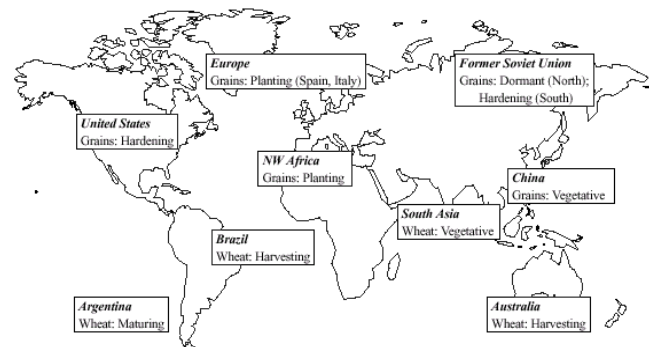 Europe
Grains: Planting (Spain, Italy)
Former Soviet Union
Grains: Dormant (North);
Hardening (South)
United States
Grains: Hardening
NW Africa
Grains: Planting
China
Grains: Vegetative
South Asia
Wheat: Vegetative
Brazil
Wheat: Harvesting
Argentina
Wheat: Maturing
Australia
Wheat: Harvesting